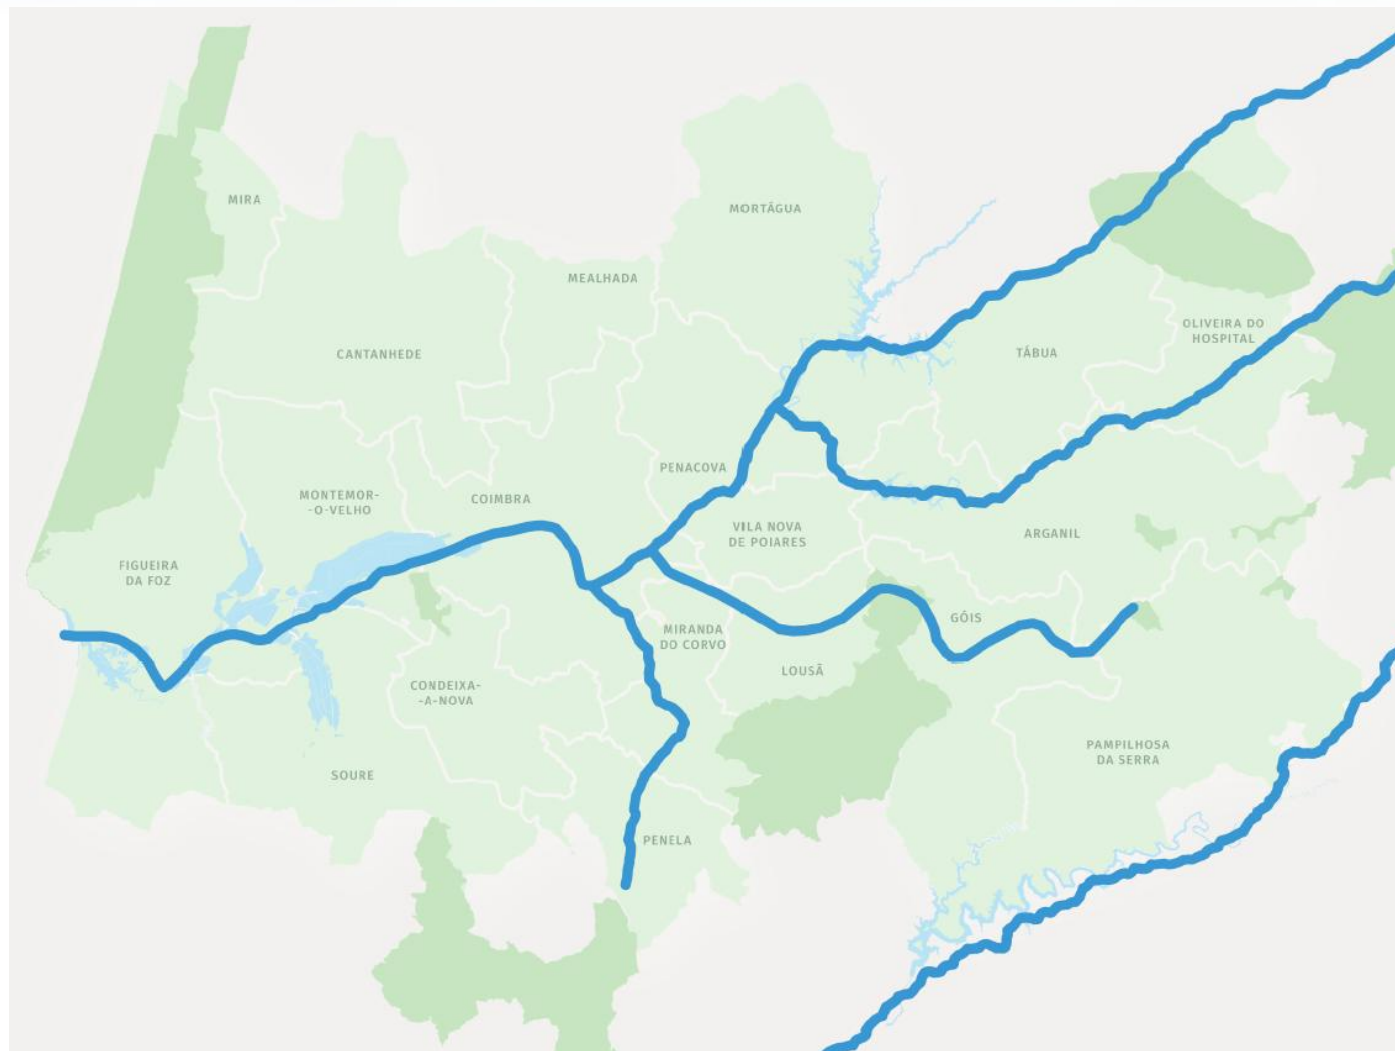 MIRA
MORTÁGUA
MEALHADA
CANTANHEDE
OLIVEIRA DO
HOSPITAL
TÁBUA
PENACOVA
MONTEMOR-
-O-VELHO
COIMBRA
VILA NOVA
DE POIARES
ARGANIL
FIGUEIRA
DA FOZ
GÓIS
MIRANDA
DO CORVO
LOUSÃ
CONDEIXA-
-A-NOVA
PAMPILHOSA
DA SERRA
SOURE
PENELA